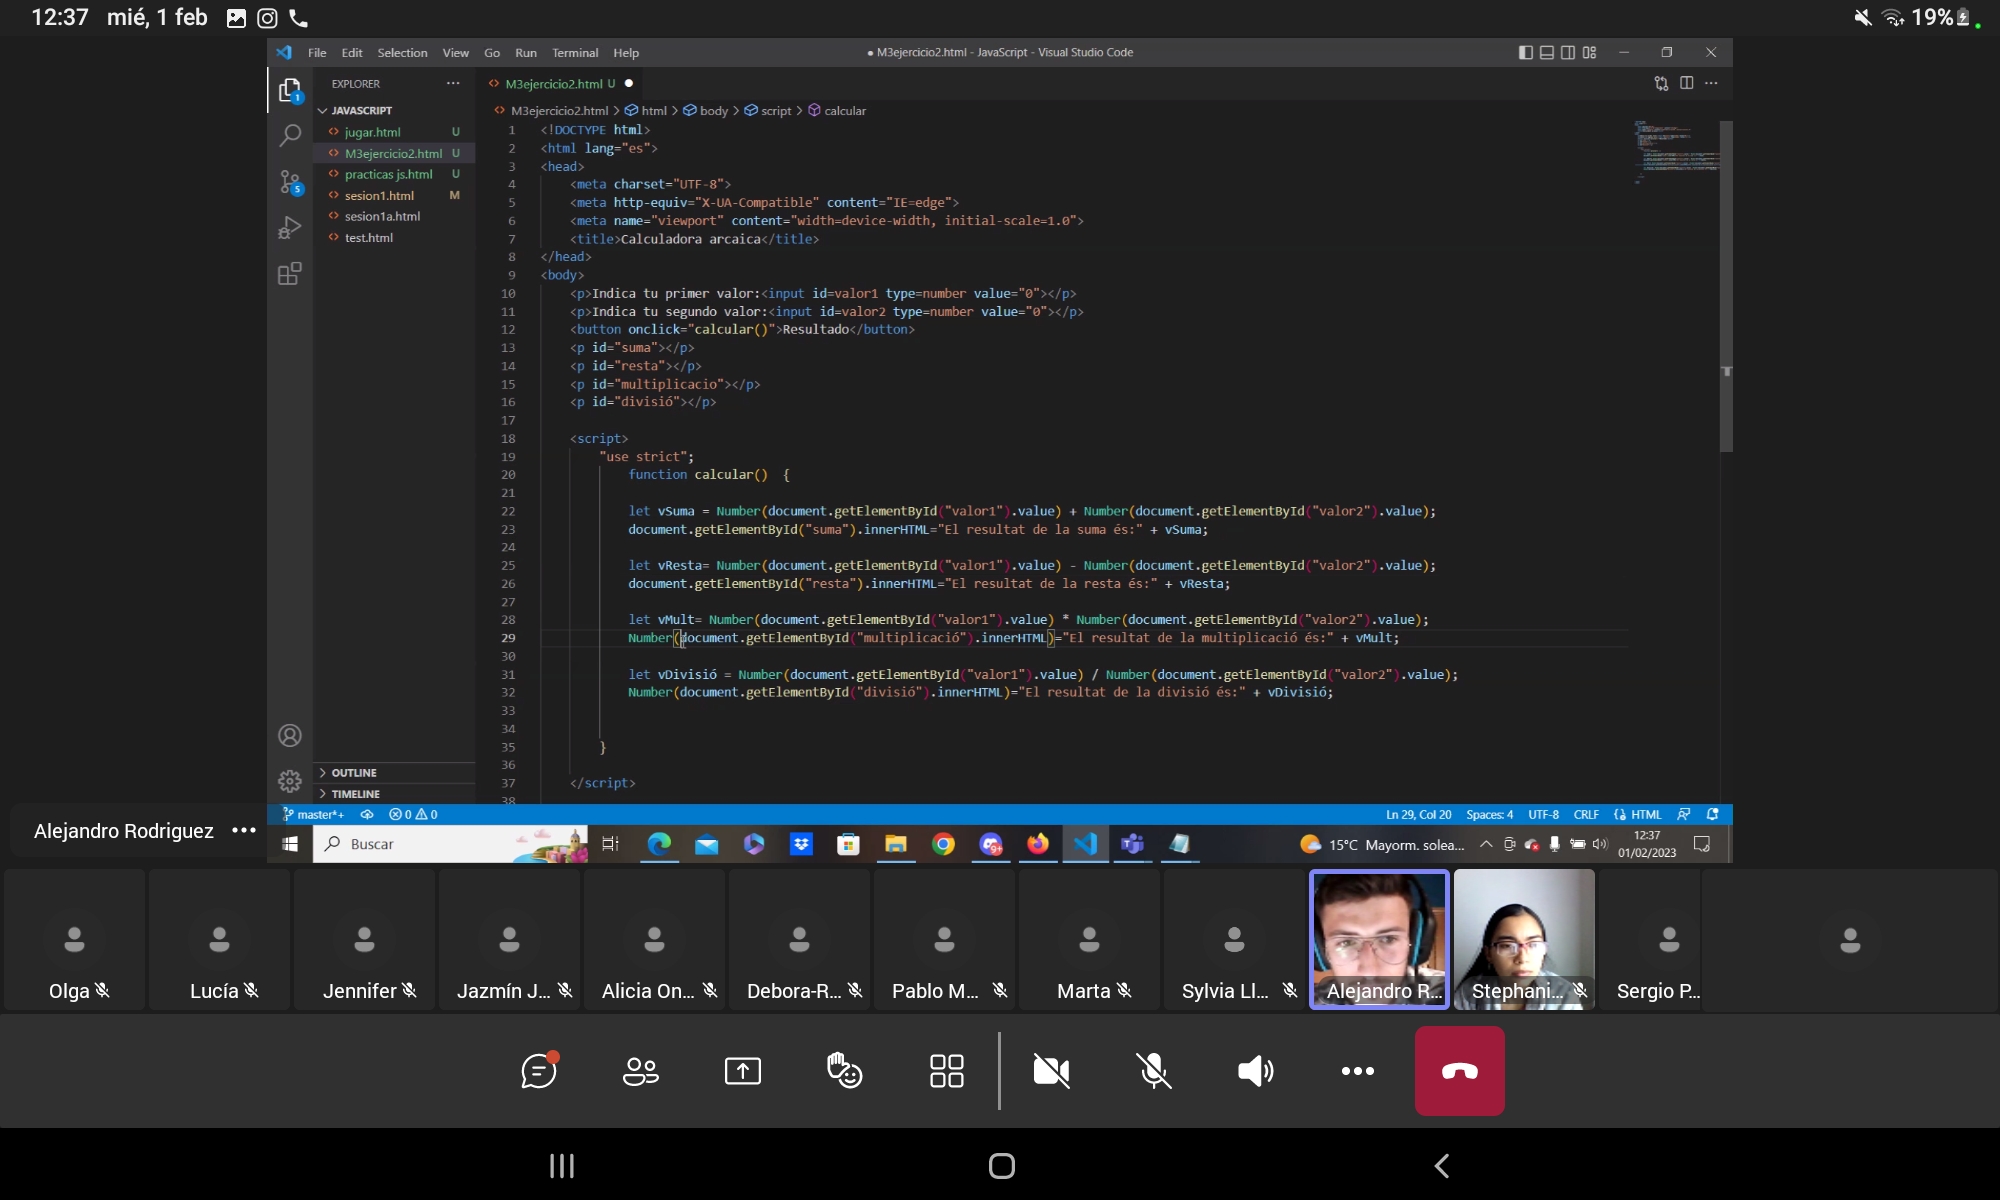 12:37 mié, 1 feb
19%
File Edit Selection View Go Run Terminal Help
● M3ejercicio2.html - JavaScript - Visual Studio Code
EXPLORER
JAVASCRIPT
jugar.html U
M3ejercicio2.html U
practicas js.html U
sesion1.html M
sesion1a.html
test.html
OUTLINE
TIMELINE
1
5
M3ejercicio2.html U ●
M3ejercicio2.html > html > body > script > calcular
1 <!DOCTYPE html>
2 <html lang="es">
3 <head>
4 <meta charset="UTF-8">
5 <meta http-equiv="X-UA-Compatible" content="IE=edge">
6 <meta name="viewport" content="width=device-width, initial-scale=1.0">
7 <title>Calculadora arcaica</title>
8 </head>
9 <body>
10 <p>Indica tu primer valor:<input id=valor1 type=number value="0"></p>
11 <p>Indica tu segundo valor:<input id=valor2 type=number value="0"></p>
12 <button onclick="calcular()">Resultado</button>
13 <p id="suma"></p>
14 <p id="resta"></p>
15 <p id="multiplicacio"></p>
16 <p id="divisió"></p>
17
18 <script>
19 "use strict";
20 function calcular() {
21
22 let vSuma = Number(document.getElementById("valor1").value) + Number(document.getElementById("valor2").value);
23 document.getElementById("suma").innerHTML="El resultat de la suma és:" + vSuma;
24
25 let vResta= Number(document.getElementById("valor1").value) - Number(document.getElementById("valor2").value);
26 document.getElementById("resta").innerHTML="El resultat de la resta és:" + vResta;
27
28 let vMult= Number(document.getElementById("valor1").value) * Number(document.getElementById("valor2").value);
29 Number(document.getElementById("multiplicació").innerHTML)="El resultat de la multiplicació és:" + vMult;
30
31 let vDivisió = Number(document.getElementById("valor1").value) / Number(document.getElementById("valor2").value);
32 Number(document.getElementById("divisió").innerHTML)="El resultat de la divisió és:" + vDivisió;
33
34
35 }
36
37 </script>
38
master*+ 0 0
Ln 29, Col 20 Spaces: 4 UTF-8 CRLF HTML
Alejandro Rodriguez •••
Buscar
9+
15°C Mayorm. solea...
12:37
01/02/2023
Olga
Lucía
Jennifer
Jazmín J...
Alicia On...
Debora-R...
Pablo M...
Marta
Sylvia Ll...
Alejandro R...
Stephani...
Sergio P...